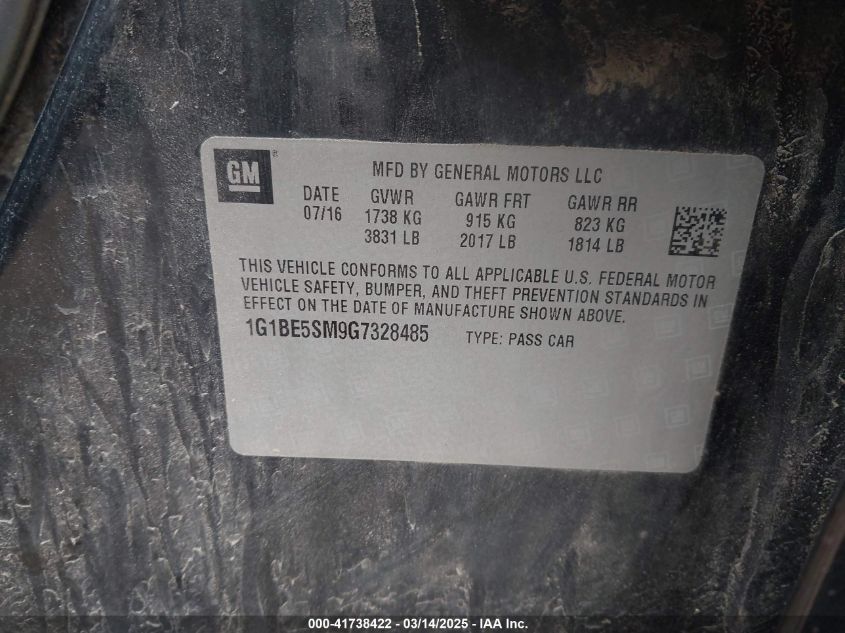 GM
MFD BY GENERAL MOTORS LLC
DATE GVWR GAWR FRT GAWR RR
07/16 1738 KG 915 KG 823 KG
3831 LB 2017 LB 1814 LB
THIS VEHICLE CONFORMS TO ALL APPLICABLE U.S. FEDERAL MOTOR
VEHICLE SAFETY, BUMPER, AND THEFT PREVENTION STANDARDS IN
EFFECT ON THE DATE OF MANUFACTURE SHOWN ABOVE.
1G1BE5SM9G7328485 TYPE: PASS CAR
000-41738422 - 03/14/2025 - IAA Inc.